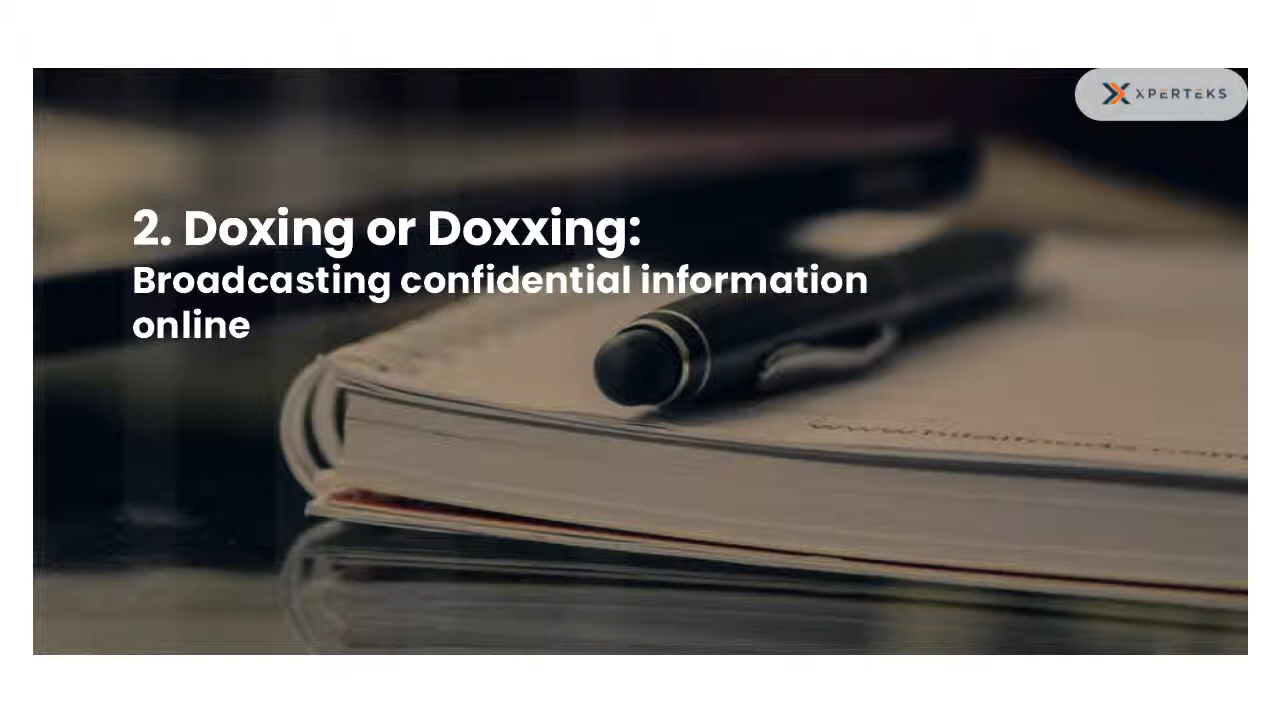 XPERTEKS
2. Doxing or Doxxing:
Broadcasting confidential information
online